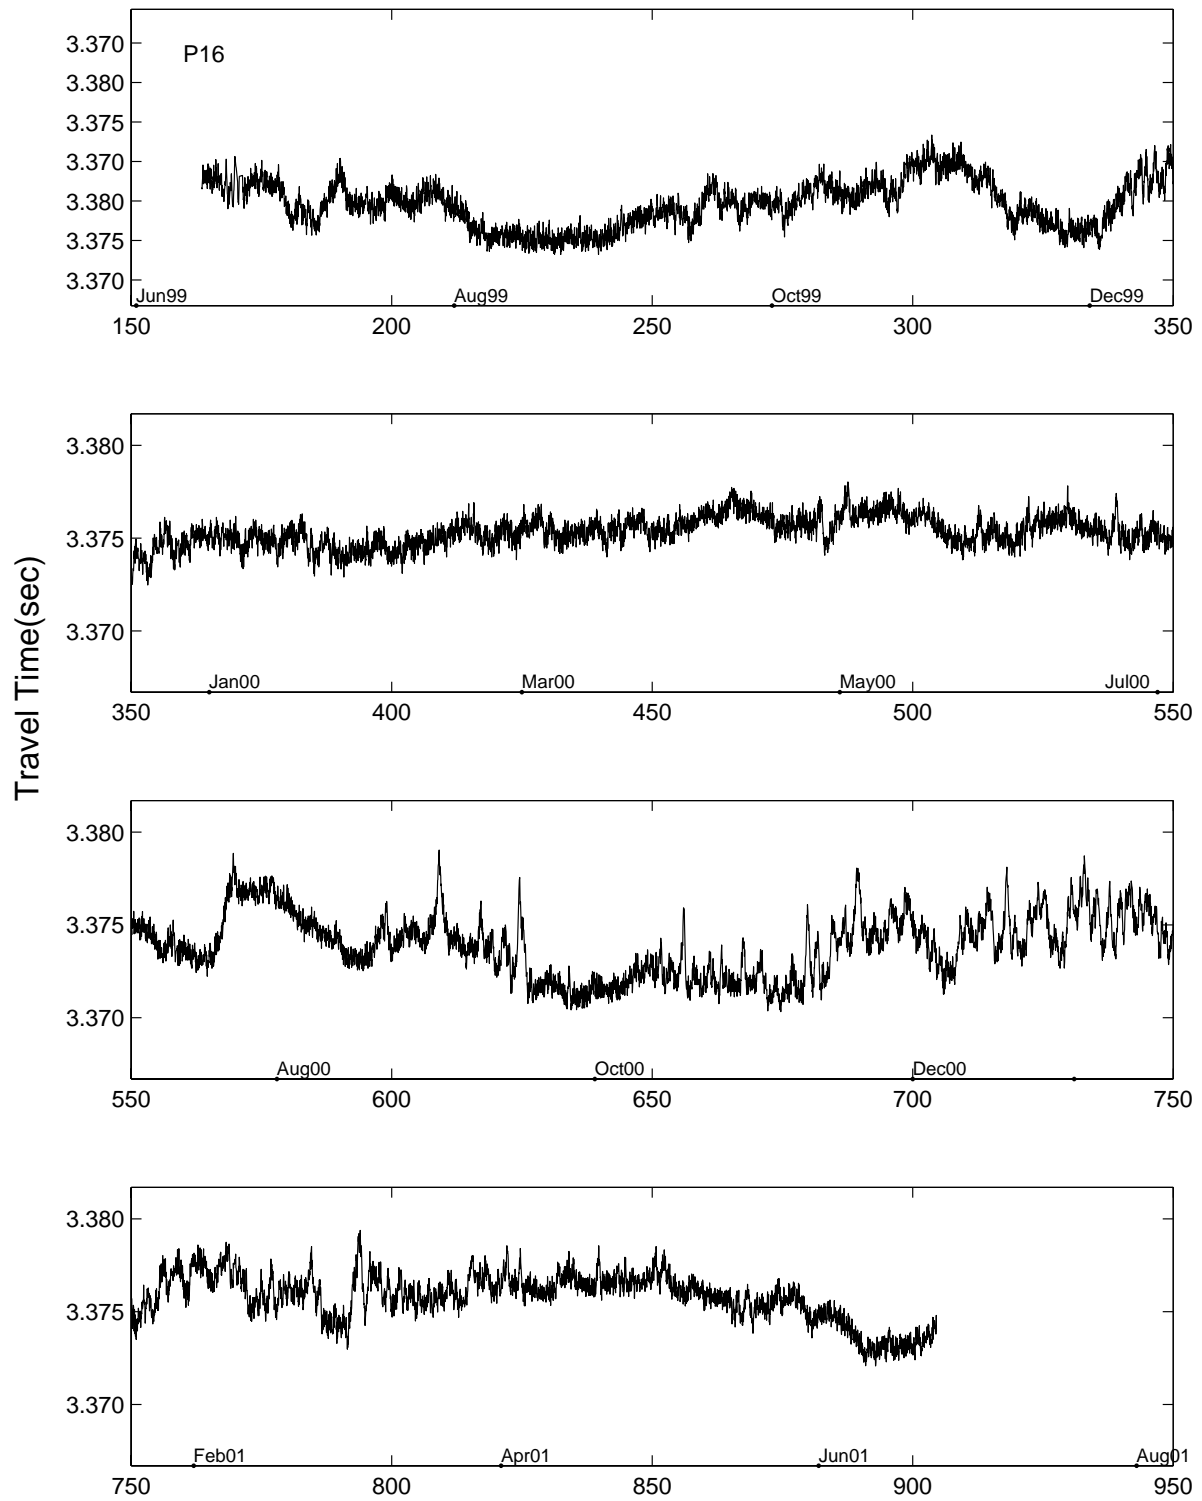 3.370
P16
3.380
3.375
3.370
3.380
3.375
3.370
Jun99 Aug99 Oct99 Dec99
150 200 250 300 350
3.380
3.375
3.370
Jan00 Mar00 May00 Jul00
350 400 450 500 550
Travel Time(sec)
3.380
3.375
3.370
Aug00 Oct00 Dec00
550 600 650 700 750
3.380
3.375
3.370
Feb01 Apr01 Jun01 Aug01
750 800 850 900 950